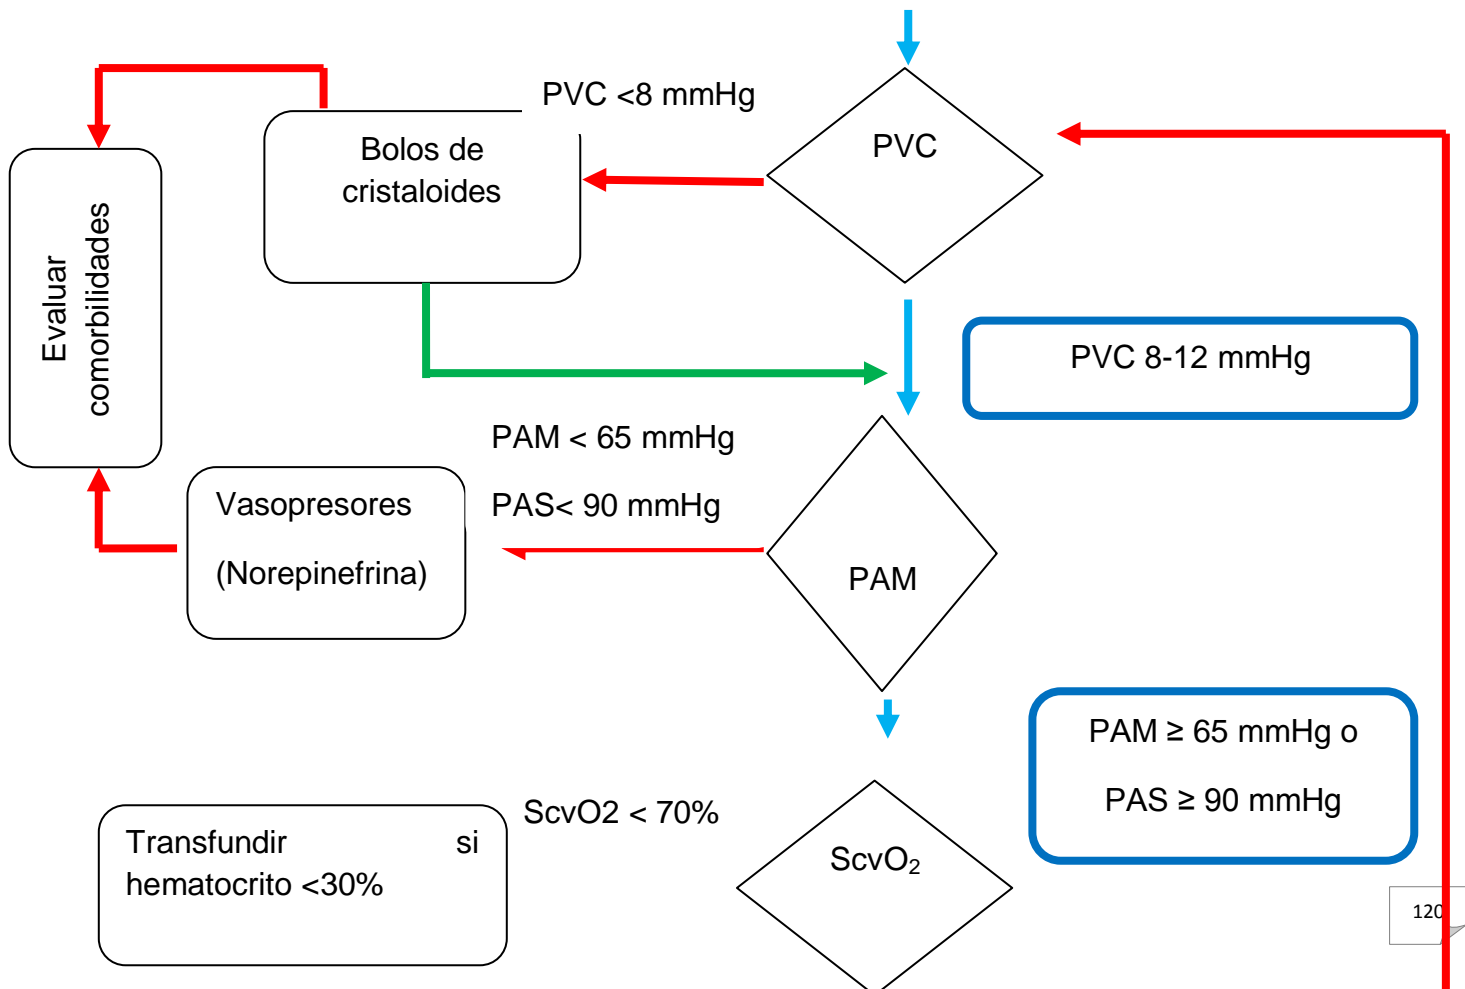 PVC <8 mmHg
PVC
Bolos de
cristaloides
Evaluar
comorbilidades
PVC 8-12 mmHg
PAM < 65 mmHg
PAS< 90 mmHg
Vasopresores
(Norepinefrina)
PAM
PAM ≥ 65 mmHg o
PAS ≥ 90 mmHg
ScvO2 < 70%
Transfundir si
hematocrito <30%
ScvO₂
120